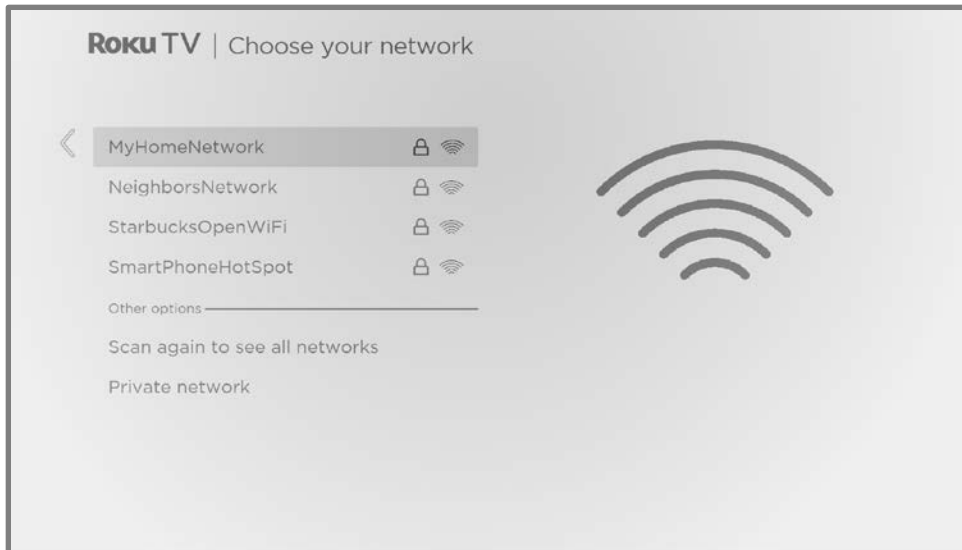 Roku TV | Choose your network
MyHomeNetwork
NeighborsNetwork
StarbucksOpenWiFi
SmartPhoneHotSpot
Other options
Scan again to see all networks
Private network